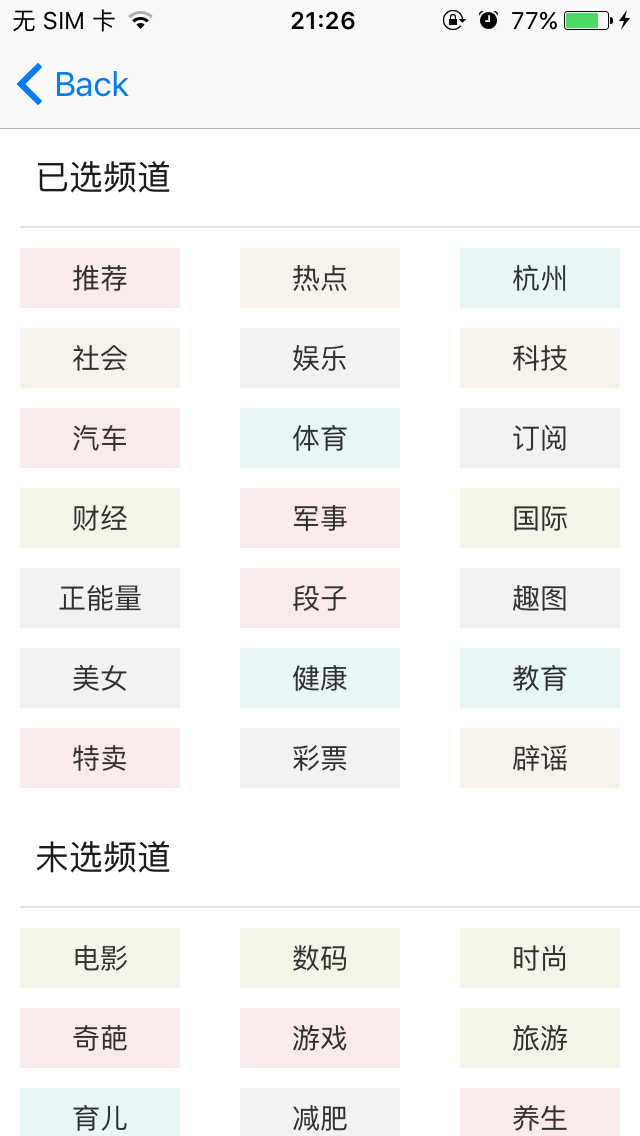 无 SIM 卡 21:26 77%
Back
已选频道
推荐 热点 杭州
社会 娱乐 科技
汽车 体育 订阅
财经 军事 国际
正能量 段子 趣图
美女 健康 教育
特卖 彩票 辟谣
未选频道
电影 数码 时尚
奇葩 游戏 旅游
育儿 减肥 养生